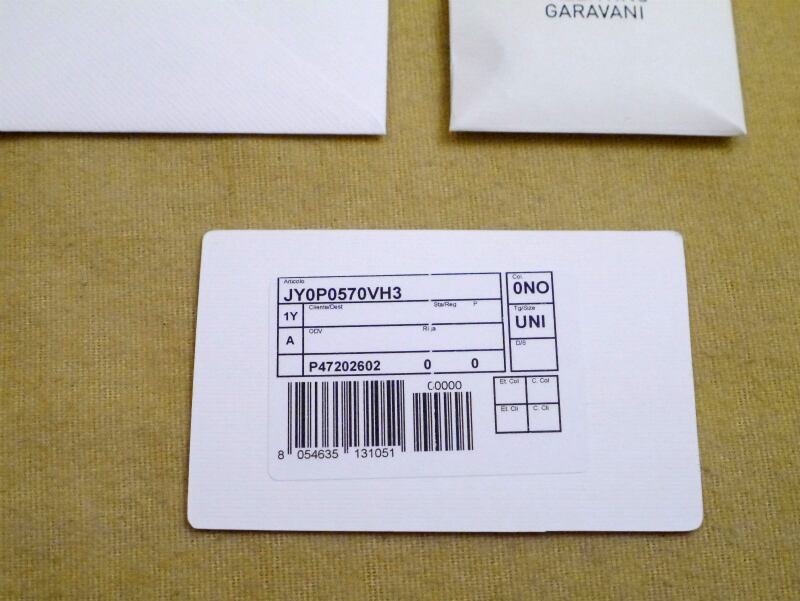 GARAVANI
Articolo
JY0P0570VH3
Col.
0NO
1Y
Cliente/Dest
Sta/Reg
P
Tg/Size
UNI
A
ODV
D/S
P47202602 0 0
C0000
Et. Col
C. Col
Et. Cli
C. Cli
8 054635 131051